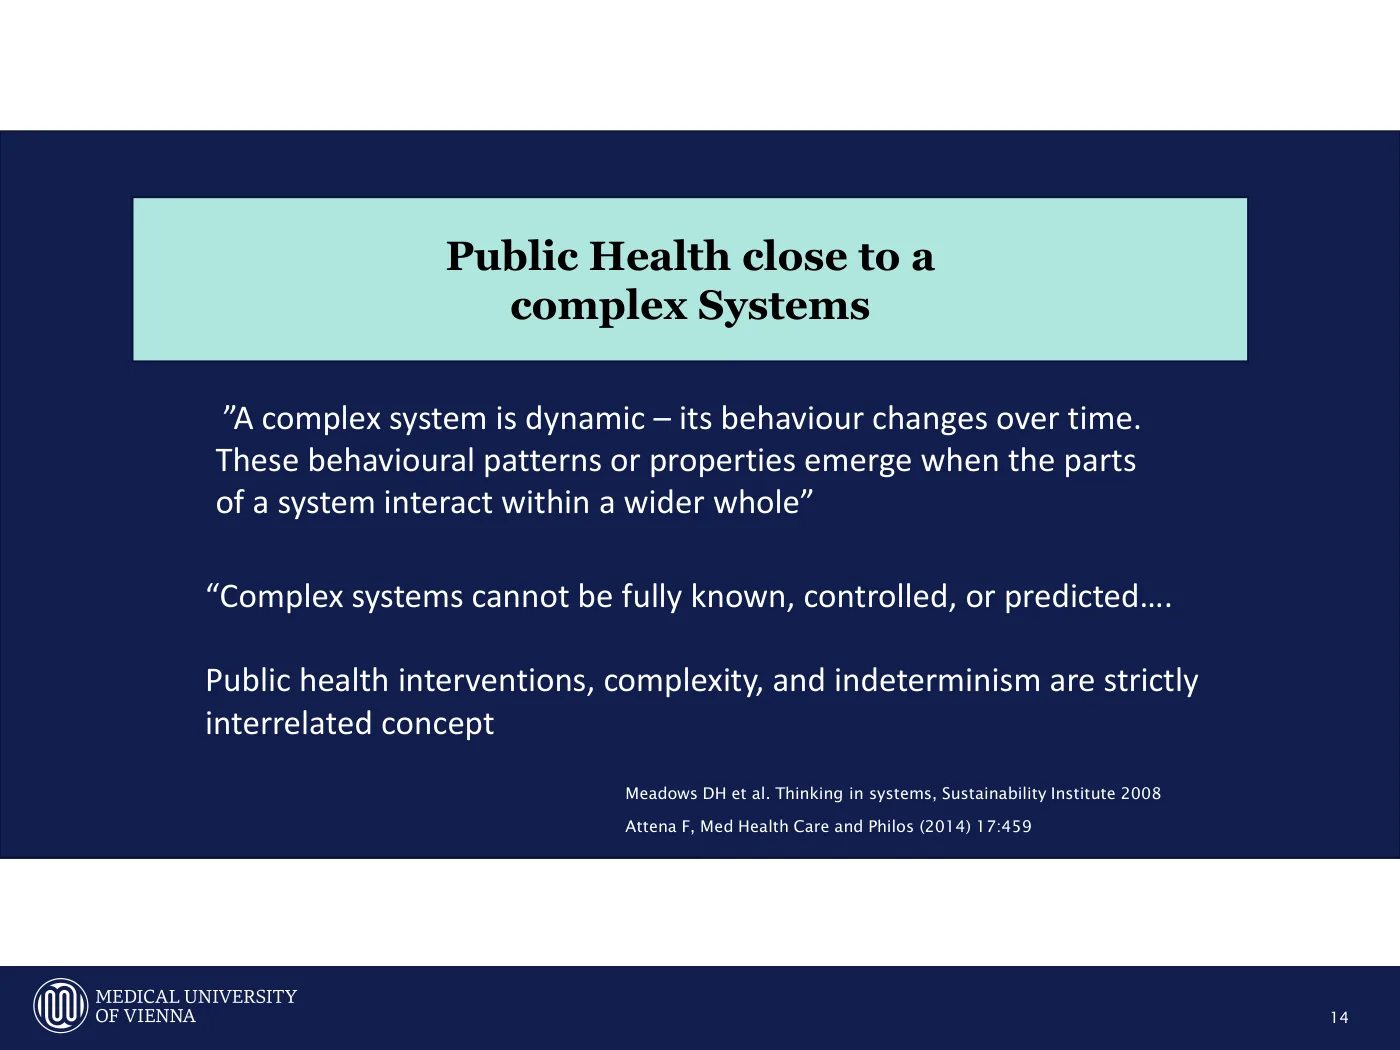 Public Health close to a
complex Systems
”A complex system is dynamic – its behaviour changes over time.
These behavioural patterns or properties emerge when the parts
of a system interact within a wider whole”
“Complex systems cannot be fully known, controlled, or predicted….
Public health interventions, complexity, and indeterminism are strictly
interrelated concept
Meadows DH et al. Thinking in systems, Sustainability Institute 2008
Attena F, Med Health Care and Philos (2014) 17:459
MEDICAL UNIVERSITY
OF VIENNA
14